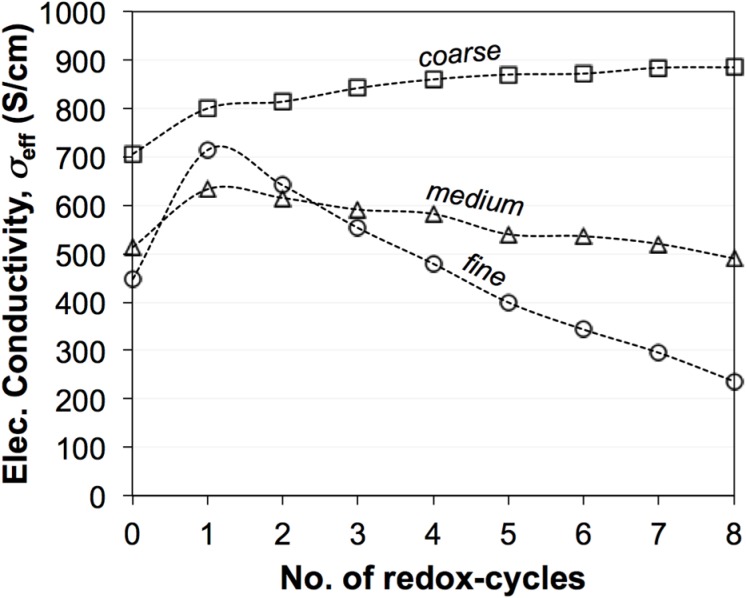 1000
900
800
700
600
500
400
300
200
100
0
Elec. Conductivity, σeff (S/cm)
coarse
medium
fine
0 1 2 3 4 5 6 7 8
No. of redox-cycles